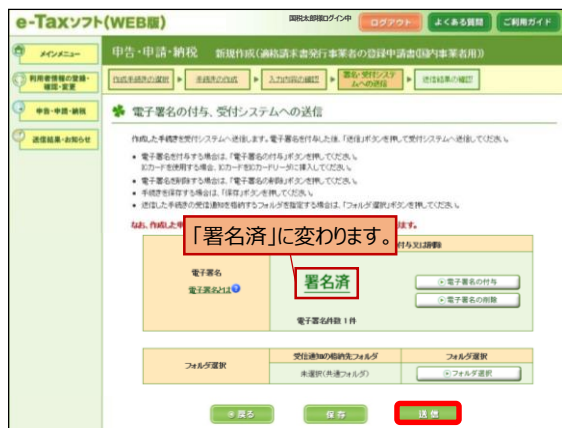 e-Taxソフト(WEB版)
国税太郎様ログイン中
ログアウト
よくある質問
ご利用ガイド
メインメニュー
利用者情報の登録・
確認・変更
申告・申請・納税
送信結果・お知らせ
申告・申請・納税 新規作成(適格請求書発行事業者の登録申請書(国内事業者用))
作成手続きの選択
手続きの作成
入力内容の確認
署名・受付システ
ムへの送信
送信結果の確認
電子署名の付与、受付システムへの送信
作成した手続きを受付システムへ送信します。電子署名を付与した後、「送信」ボタンを押して受付システムへ送信してください。
電子署名を付与する場合は、「電子署名の付与」ボタンを押してください。
ICカードを使用する場合、ICカードをICカードリーダに挿入してください。
電子署名を削除する場合は、「電子署名の削除」ボタンを押してください。
手続きを保存する場合は、「保存」ボタンを押してください。
送信した手続きの受信通知を格納するフォルダを指定する場合は、「フォルダ選択」ボタンを押してください。
なお、作成した申
ます。
「署名済」に変わります。
付与又は削除
電子署名
電子署名とは
署名済
電子署名件数 1 件
電子署名の付与
電子署名の削除
フォルダ選択
受信通知の格納先フォルダ
フォルダ選択
未選択(共通フォルダ)
フォルダ選択
戻る
保存
送信